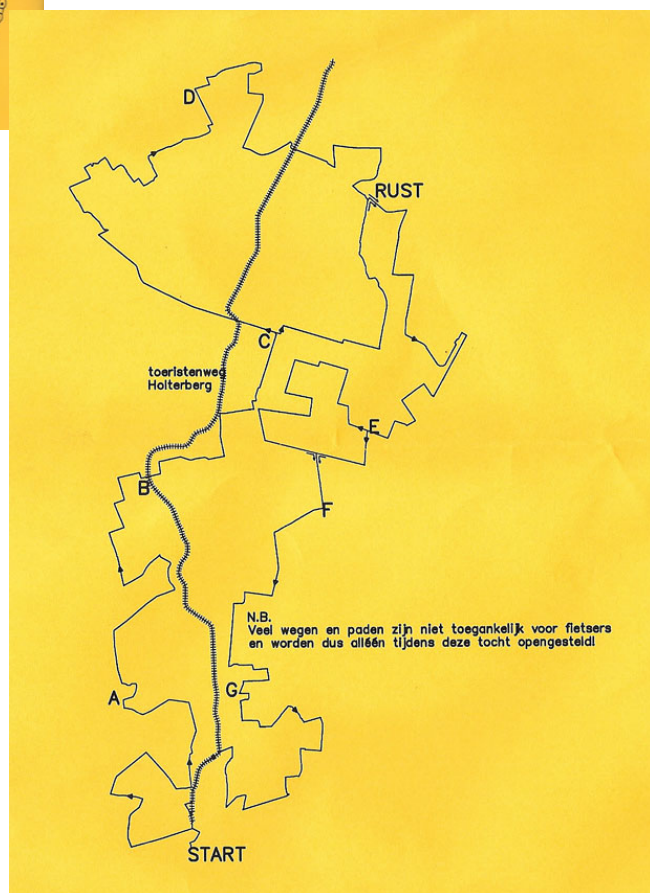 D
RUST
C
toeristenweg
Holterberg
E
B
F
N.B.
Veel wegen en paden zijn niet toegankelijk voor fietsers
en worden dus alléén tijdens deze tocht opengesteld!
G
A
START